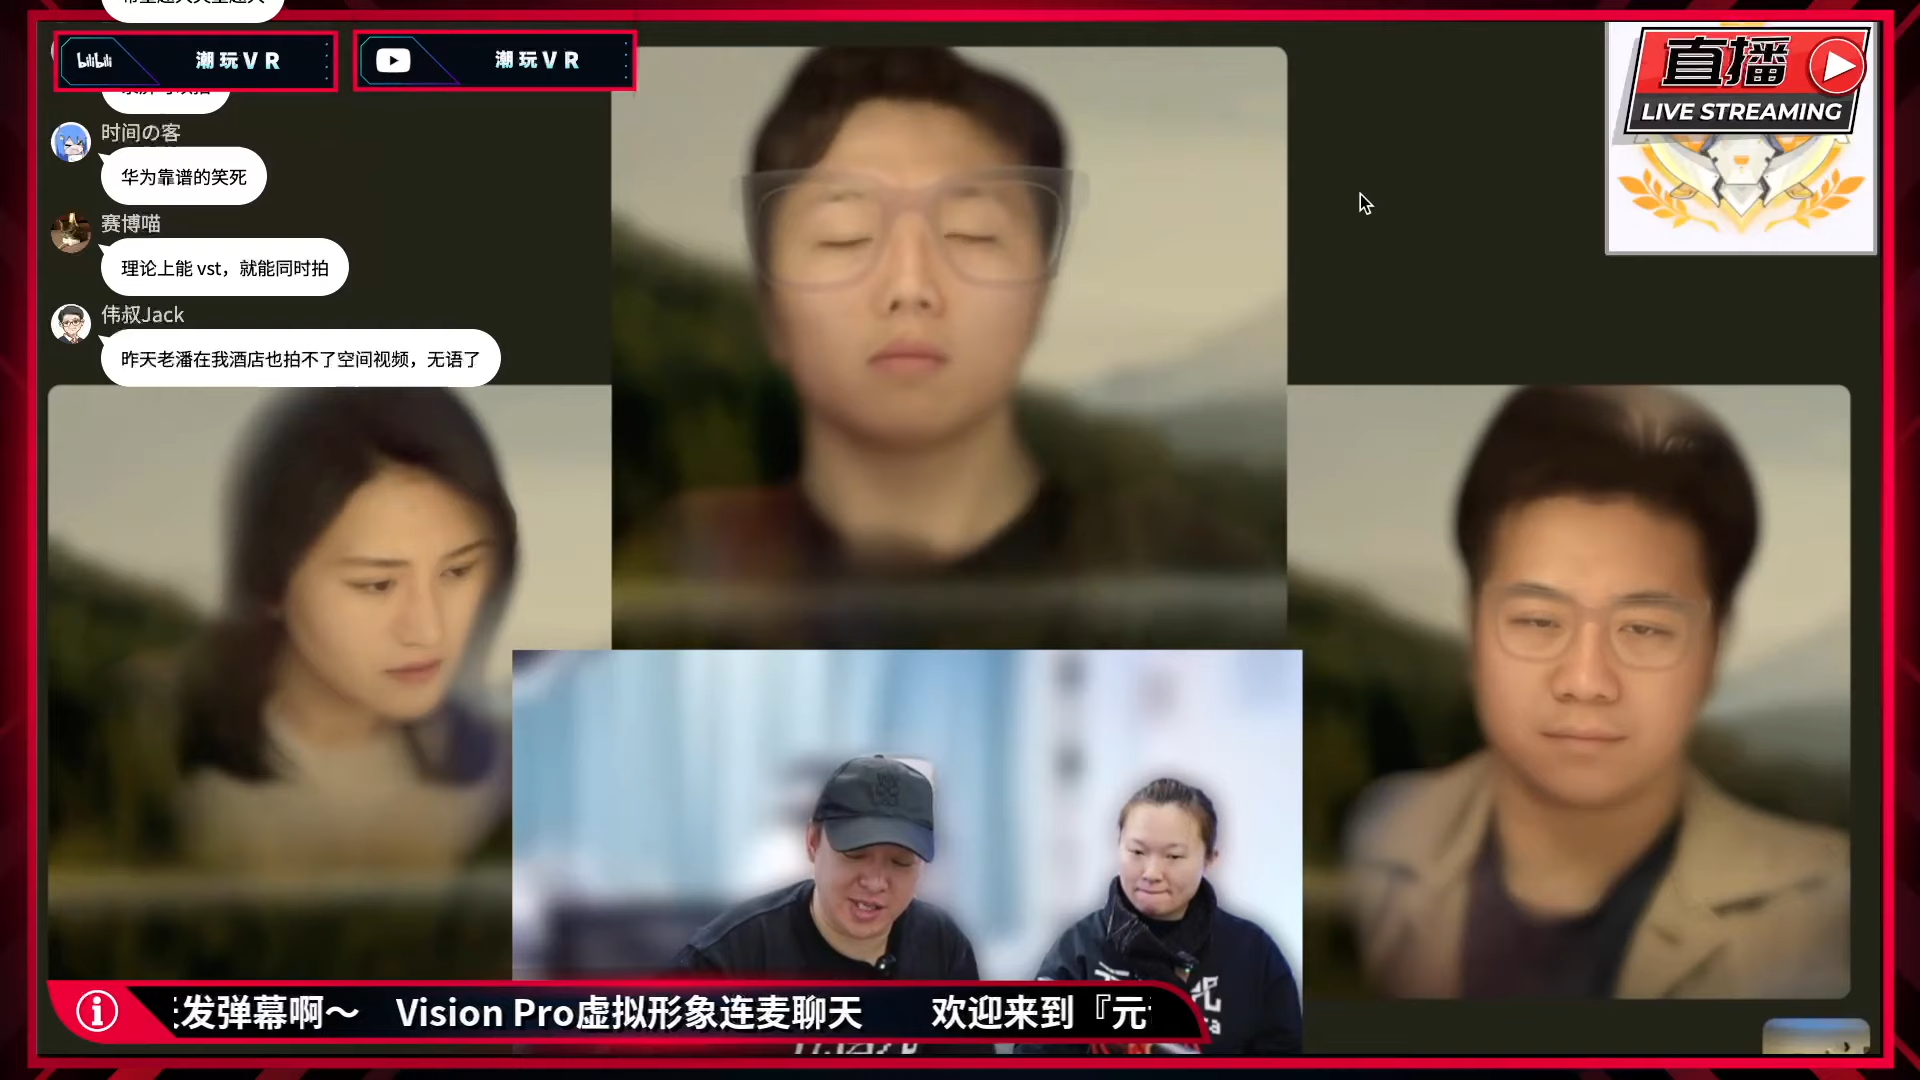 bilibili
潮玩VR
潮玩VR
直播
LIVE STREAMING
时间の客
华为靠谱的笑死
赛博喵
理论上能 vst，就能同时拍
伟叔Jack
昨天老潘在我酒店也拍不了空间视频，无语了
发弹幕啊～ Vision Pro虚拟形象连麦聊天 欢迎来到『元